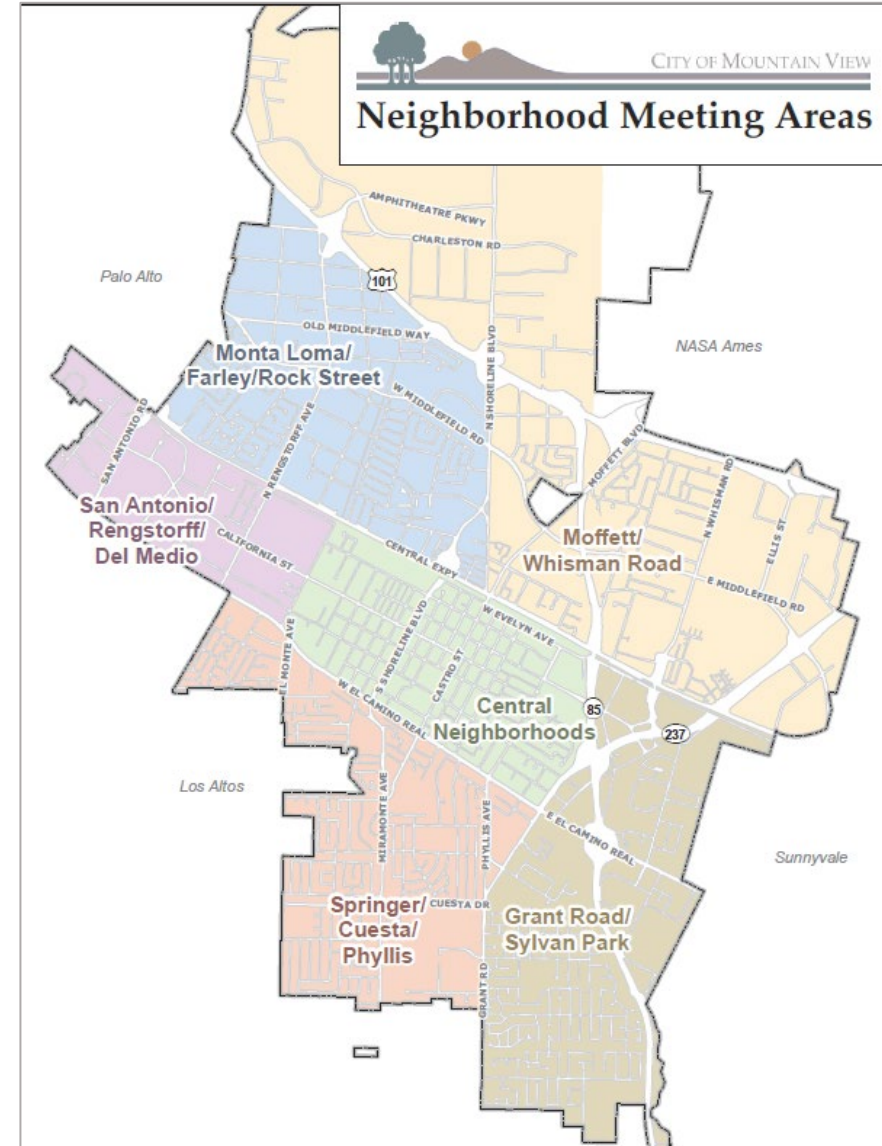 CITY OF MOUNTAIN VIEW
Neighborhood Meeting Areas
AMPHITHEATRE PKWY
CHARLESTON RD
Palo Alto
101
OLD MIDDLEFIELD WAY
N SHORELINE BLVD
NASA Ames
Monta Loma/
Farley/Rock Street
W MIDDLEFIELD RD
SAN ANTONIO RD
N RENGSTORFF AVE
MOFFETT BLVD
N WHISMAN RD
ELLIS ST
San Antonio/
Rengstorff/
Del Medio
CALIFORNIA ST
CENTRAL EXPY
Moffett/
Whisman Road
E MIDDLEFIELD RD
W EVELYN AVE
EL MONTE AVE
S SHORELINE BLVD
CASTRO ST
W EL CAMINO REAL
Central
Neighborhoods
85
237
Los Altos
MIRAMONTE AVE
PHYLLIS AVE
E EL CAMINO REAL
Sunnyvale
Springer/
Cuesta/
Phyllis
CUESTA DR
Grant Road/
Sylvan Park
GRANT RD